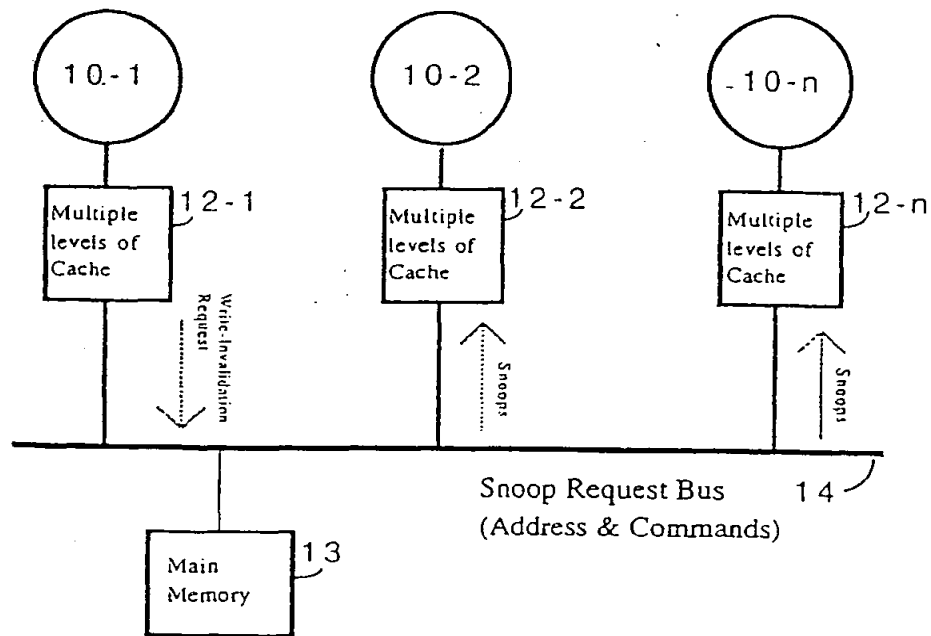 10-1
10-2
10-n
Multiple
levels of
Cache
12-1
Multiple
levels of
Cache
12-2
Multiple
levels of
Cache
12-n
Write-Invalidation
Request
Snoops
Snoops
Snoop Request Bus
(Address & Commands)
14
Main
Memory
13